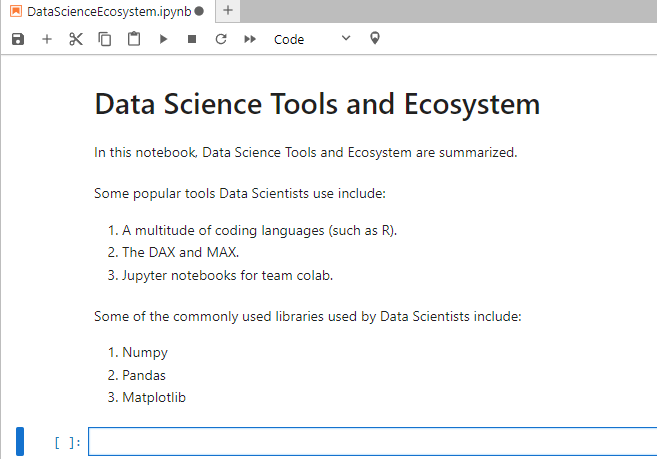 DataScienceEcosystem.ipynb
Code
Data Science Tools and Ecosystem
In this notebook, Data Science Tools and Ecosystem are summarized.
Some popular tools Data Scientists use include:
1. A multitude of coding languages (such as R).
2. The DAX and MAX.
3. Jupyter notebooks for team colab.
Some of the commonly used libraries used by Data Scientists include:
1. Numpy
2. Pandas
3. Matplotlib
[ ]: